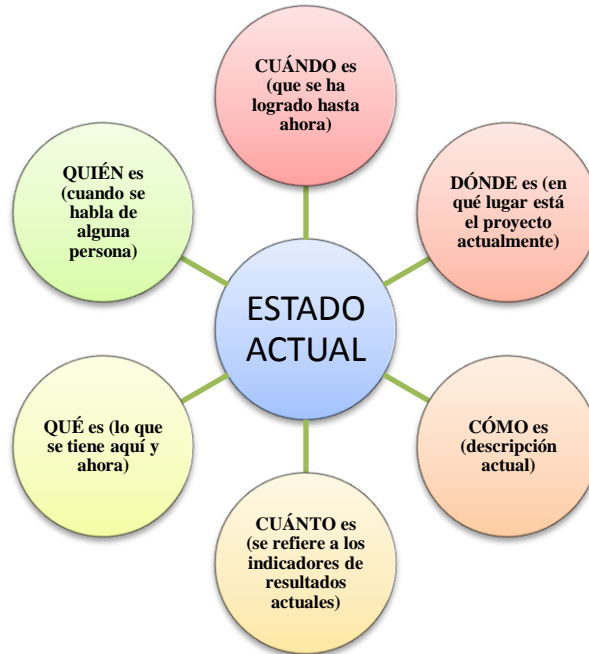 CUÁNDO es
(que se ha
logrado hasta
ahora)
DÓNDE es (en
qué lugar está
el proyecto
actualmente)
CÓMO es
(descripción
actual)
CUÁNTO es
(se refiere a los
indicadores de
resultados
actuales)
QUÉ es (lo que
se tiene aquí y
ahora)
QUIÉN es
(cuando se
habla de
alguna
persona)
ESTADO
ACTUAL